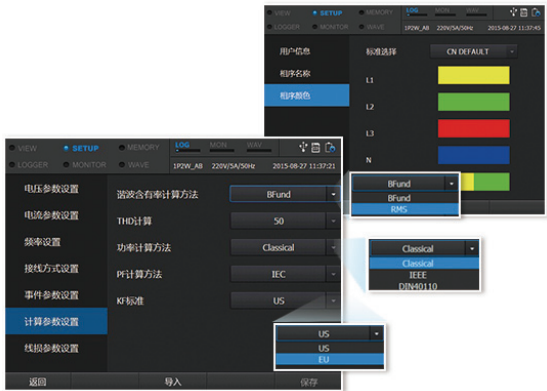 VIEW SETUP MEMORY LOG MON WAV
LOGGER MONITOR WAVE 1P2W_AB 220V/5A/50Hz 2015-08-27 11:37:45
用户信息
相序名称
相序颜色
标准选择 CN DEFAULT
L1
L2
L3
N
VIEW SETUP MEMORY LOG MON WAV
LOGGER MONITOR WAVE 1P2W_AB 220V/5A/50Hz 2015-08-27 11:37:21
电压参数设置
电流参数设置
频率设置
接线方式设置
事件参数设置
计算参数设置
线损参数设置
谐波含有率计算方法 BFund
THD计算 50
功率计算方法 Classical
PF计算方法 IEC
KF标准 US
返回 导入 保存
BFund
BFund
RMS
Classical
Classical
IEEE
DIN40110
US
US
EU